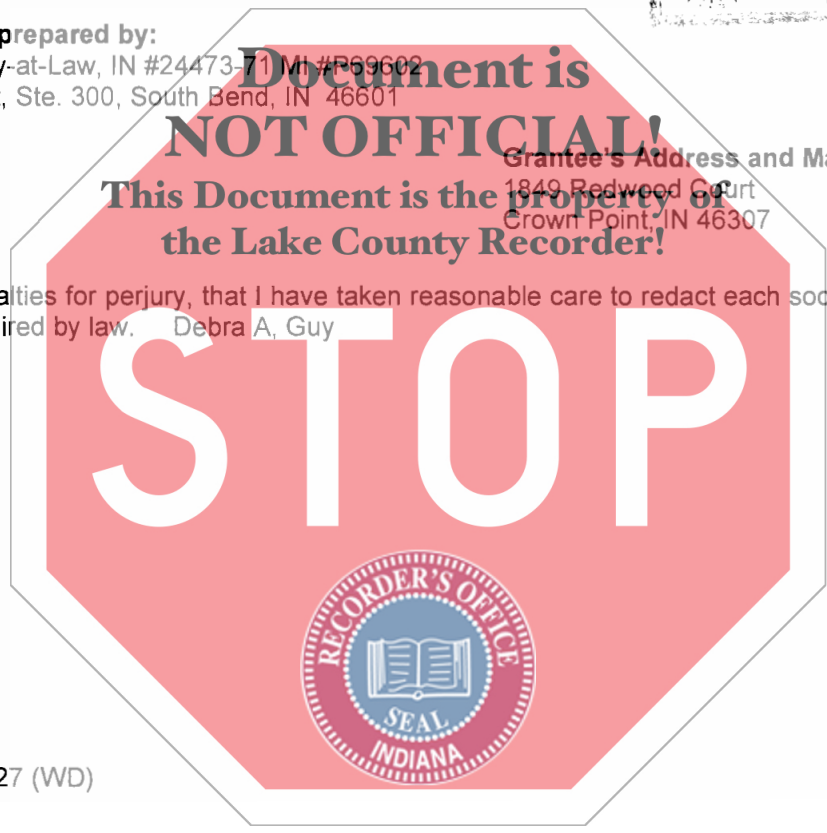 prepared by:
y-at-Law, IN #24473-71 MI #P69602
, Ste. 300, South Bend, IN 46601
Document is
NOT OFFICIAL!
This Document is the property of
the Lake County Recorder!
Grantee's Address and Ma
1849 Redwood Court
Crown Point, IN 46307
alties for perjury, that I have taken reasonable care to redact each soc
ired by law. Debra A, Guy
STOP
RECORDER'S OFFICE
SEAL
INDIANA
27 (WD)